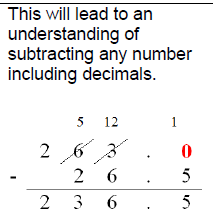 This will lead to an
understanding of
subtracting any number
including decimals.
5 12 1
2 6 3 . 0
- 2 6 . 5
2 3 6 . 5